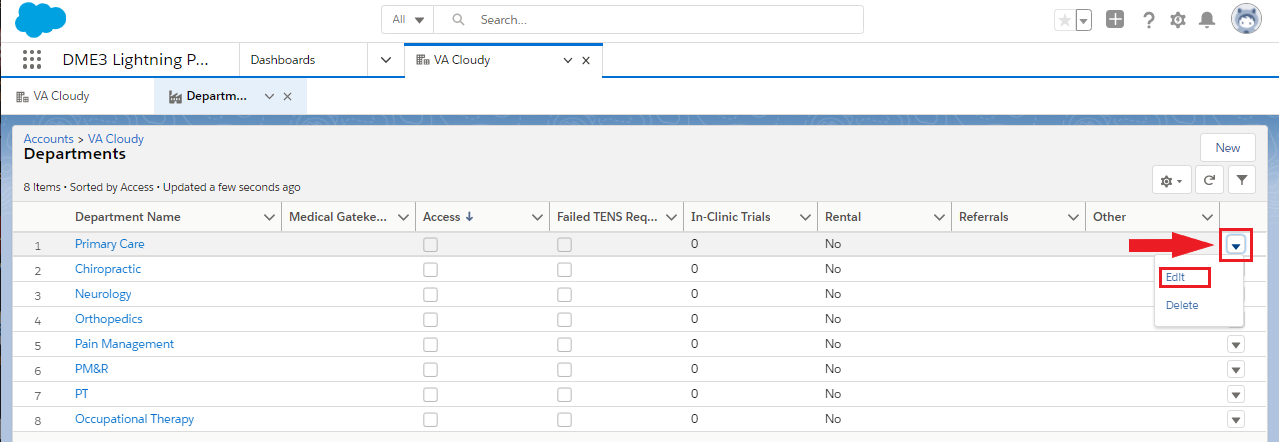 All Search...
DME3 Lightning P... Dashboards VA Cloudy
VA Cloudy Departm...
Accounts > VA Cloudy
Departments
New
8 Items • Sorted by Access • Updated a few seconds ago
Department Name Medical Gateke... Access ↓ Failed TENS Req... In-Clinic Trials Rental Referrals Other
1 Primary Care 0 No
2 Chiropractic 0 No
Edit
3 Neurology 0 No
Delete
4 Orthopedics 0 No
5 Pain Management 0 No
6 PM&R 0 No
7 PT 0 No
8 Occupational Therapy 0 No